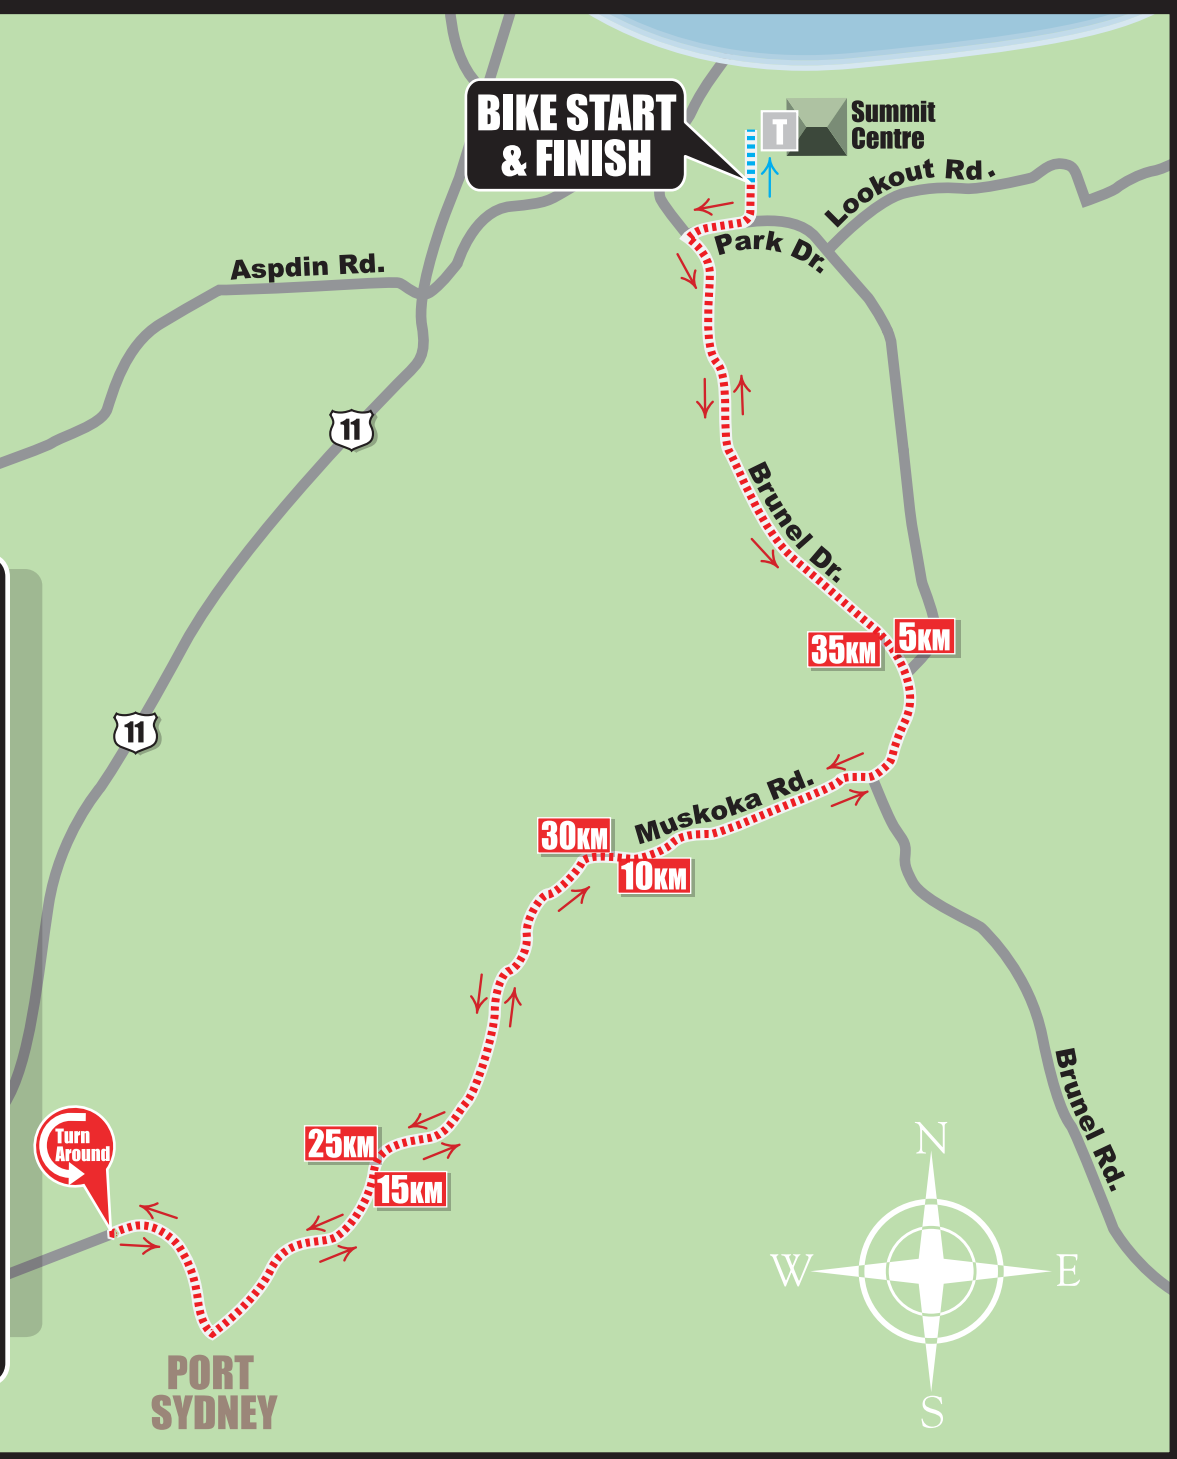 BIKE START
& FINISH
T
Summit
Centre
Lookout Rd.
Park Dr.
Aspdin Rd.
11
Brunel Dr.
35KM
5KM
11
Muskoka Rd.
30KM
10KM
Brunel Rd.
25KM
15KM
Turn
Around
N
W
E
S
PORT
SYDNEY